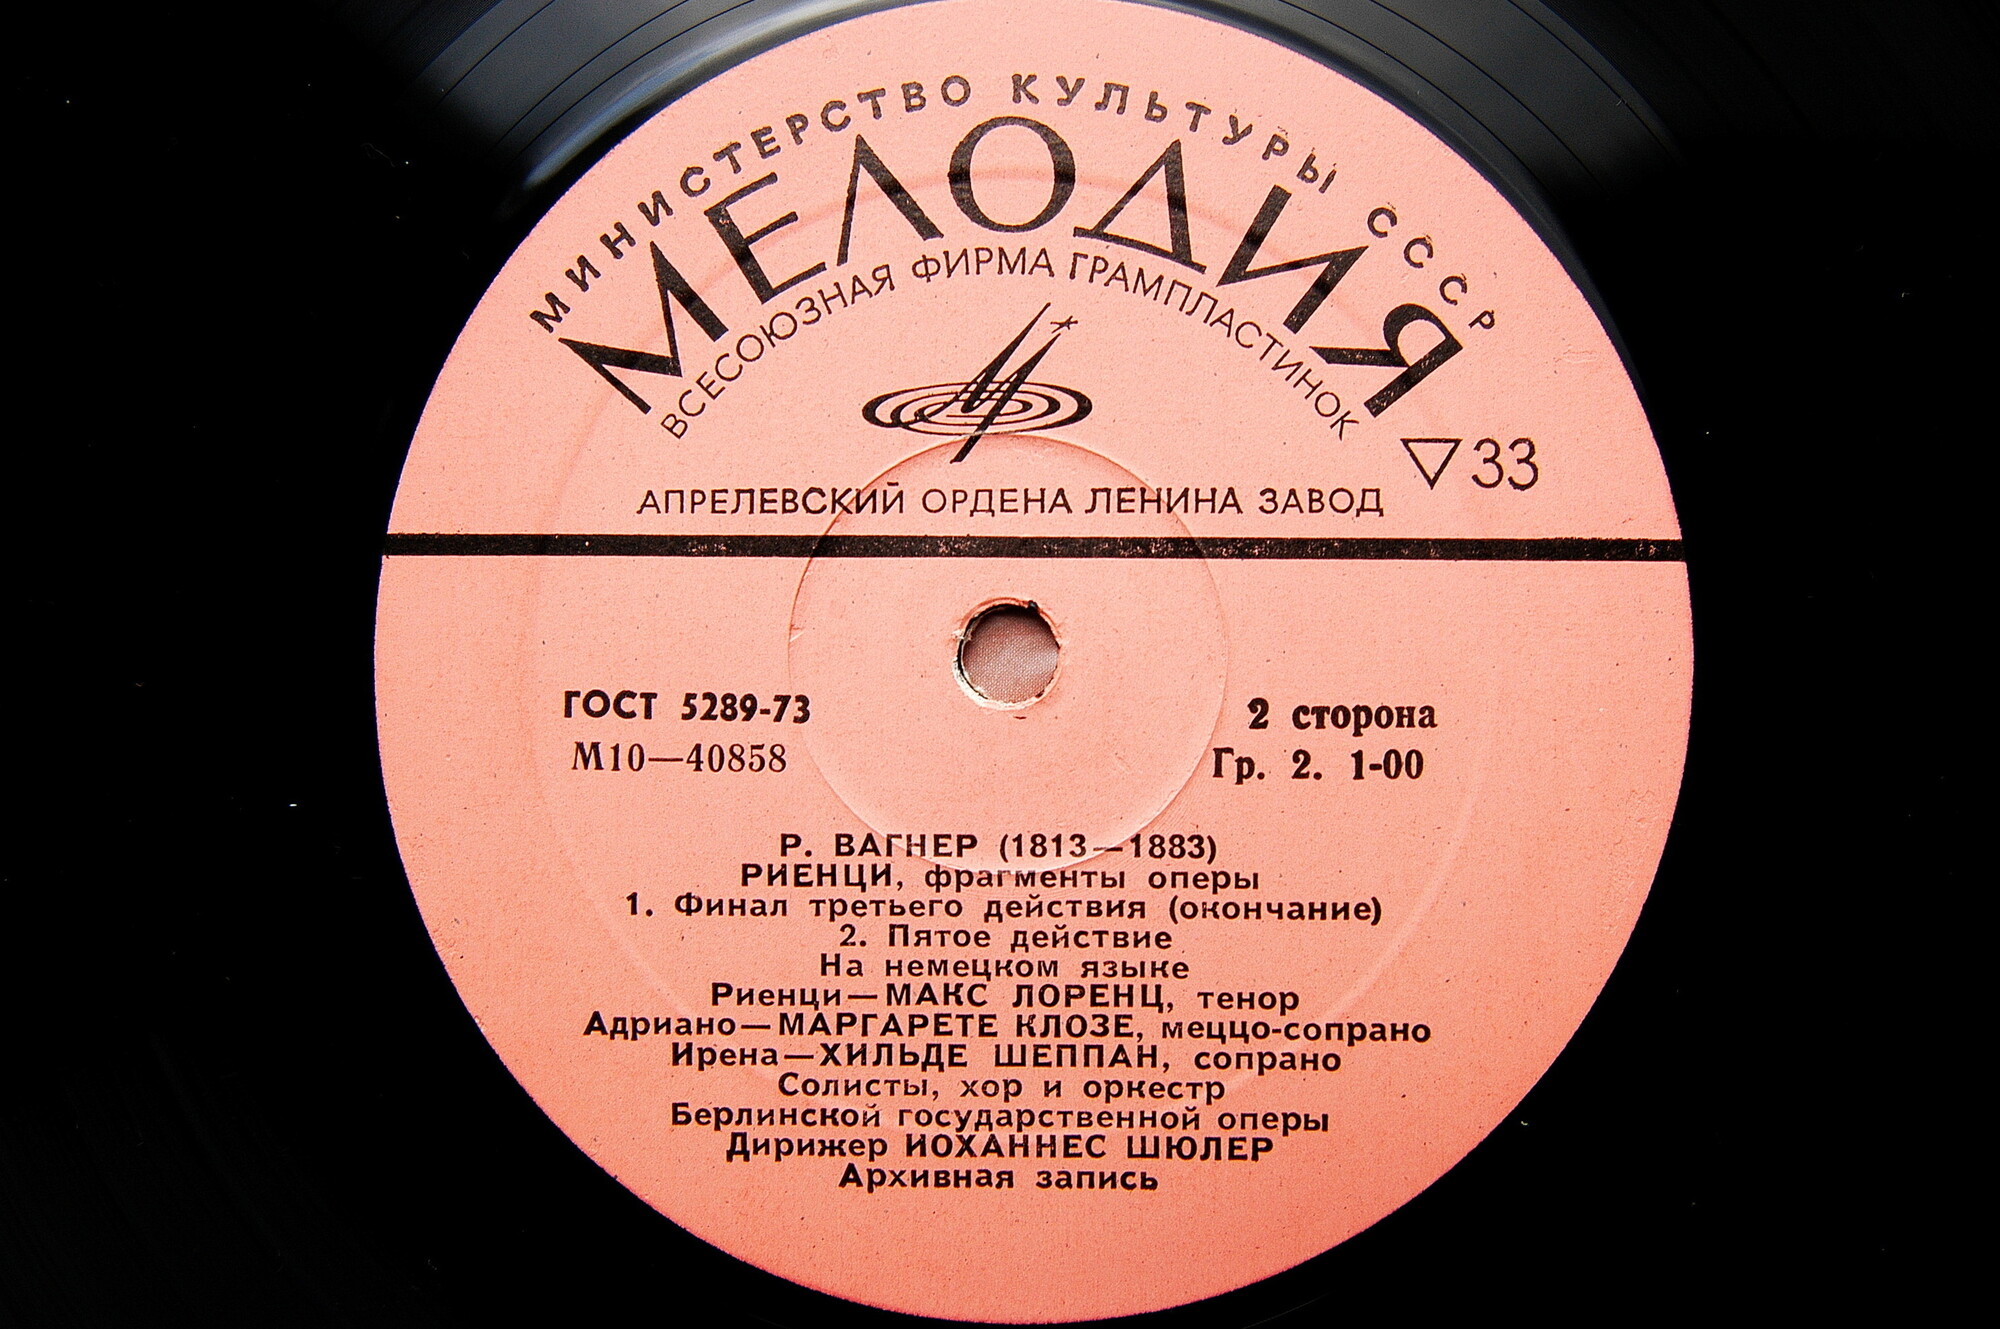 МИНИСТЕРСТВО КУЛЬТУРЫ СССР
МЕЛОДИЯ
ВСЕСОЮЗНАЯ ФИРМА ГРАМПЛАСТИНОК
▽33
АПРЕЛЕВСКИЙ ОРДЕНА ЛЕНИНА ЗАВОД
ГОСТ 5289-73
М10—40858
2 сторона
Гр. 2. 1-00
Р. ВАГНЕР (1813—1883)
РИЕНЦИ, фрагменты оперы
1. Финал третьего действия (окончание)
2. Пятое действие
На немецком языке
Риенци—МАКС ЛОРЕНЦ, тенор
Адриано—МАРГАРЕТЕ КЛОЗЕ, меццо-сопрано
Ирена—ХИЛЬДЕ ШЕППАН, сопрано
Солисты, хор и оркестр
Берлинской государственной оперы
Дирижер ИОХАННЕС ШЮЛЕР
Архивная запись